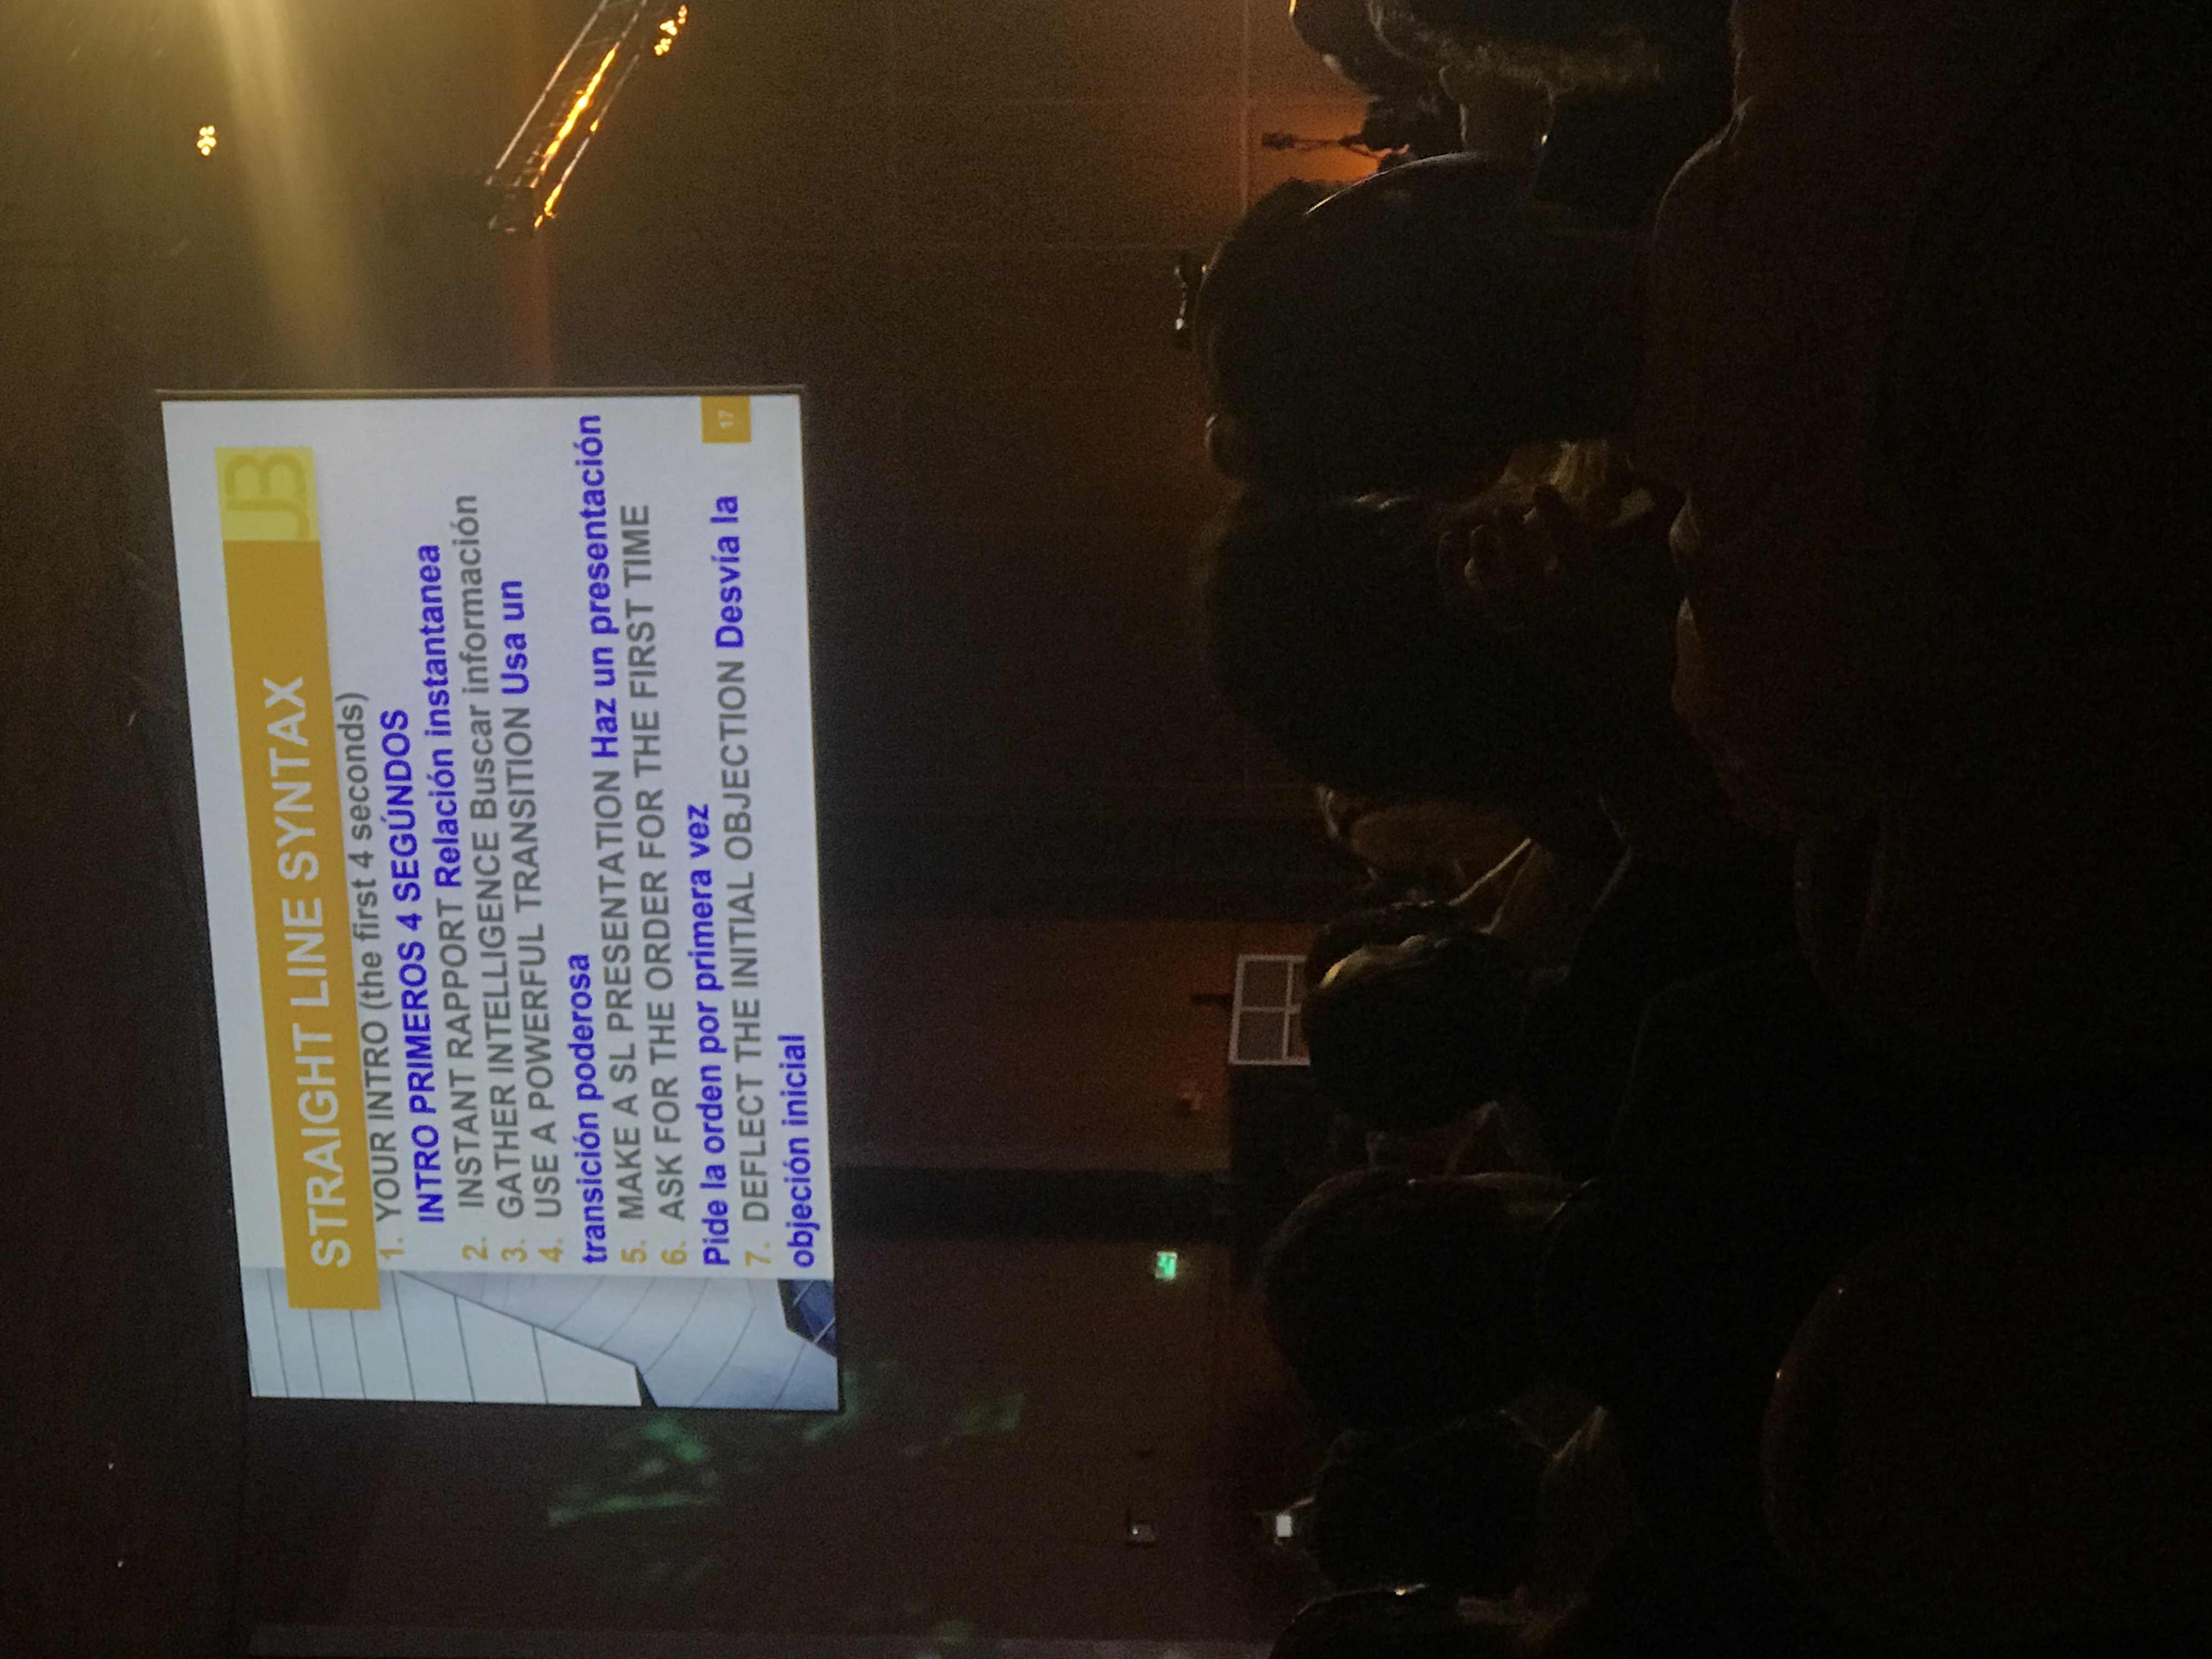 STRAIGHT LINE SYNTAX
JB
1. YOUR INTRO (the first 4 seconds)
INTRO PRIMEROS 4 SEGÚNDOS
2. INSTANT RAPPORT Relación instantanea
3. GATHER INTELLIGENCE Buscar información
4. USE A POWERFUL TRANSITION Usa un
transición poderosa
5. MAKE A SL PRESENTATION Haz un presentación
6. ASK FOR THE ORDER FOR THE FIRST TIME
Pide la orden por primera vez
7. DEFLECT THE INITIAL OBJECTION Desvía la
objeción inicial
17